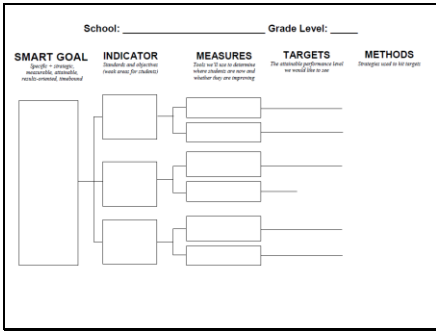 School: ____________________________ Grade Level: _____
SMART GOAL
Specific + strategic,
measurable, attainable,
results-oriented, timebound
INDICATOR
Standards and objectives
(weak areas for students)
MEASURES
Tools we'll use to determine
where students are now and
whether they are improving
TARGETS
The attainable performance level
we would like to use
METHODS
Strategies used to hit targets